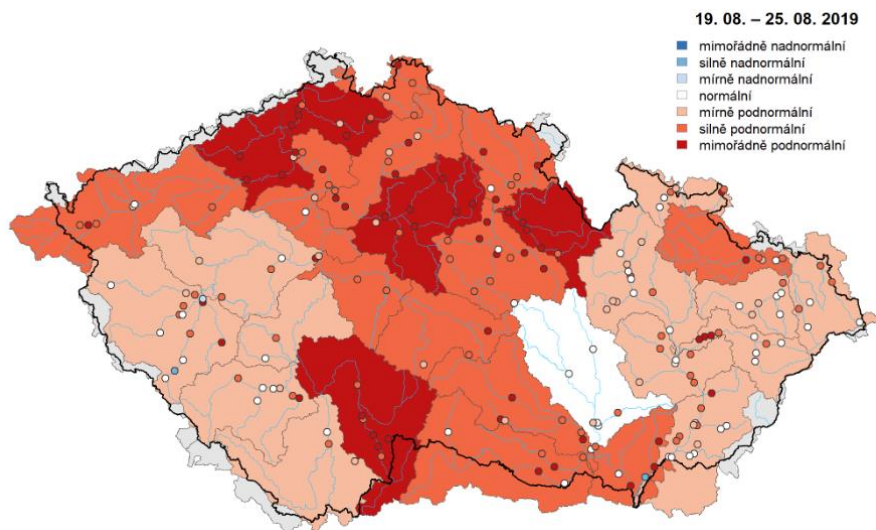 19. 08. – 25. 08. 2019
mimořádně nadnormální
silně nadnormální
mírně nadnormální
normální
mírně podnormální
silně podnormální
mimořádně podnormální